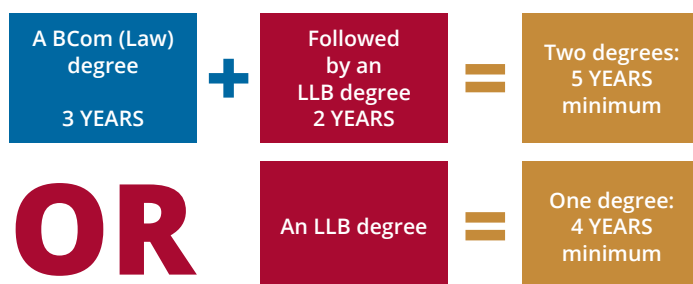 A BCom (Law)
degree
3 YEARS
+
Followed
by an
LLB degree
2 YEARS
=
Two degrees:
5 YEARS
minimum
OR
An LLB degree
=
One degree:
4 YEARS
minimum